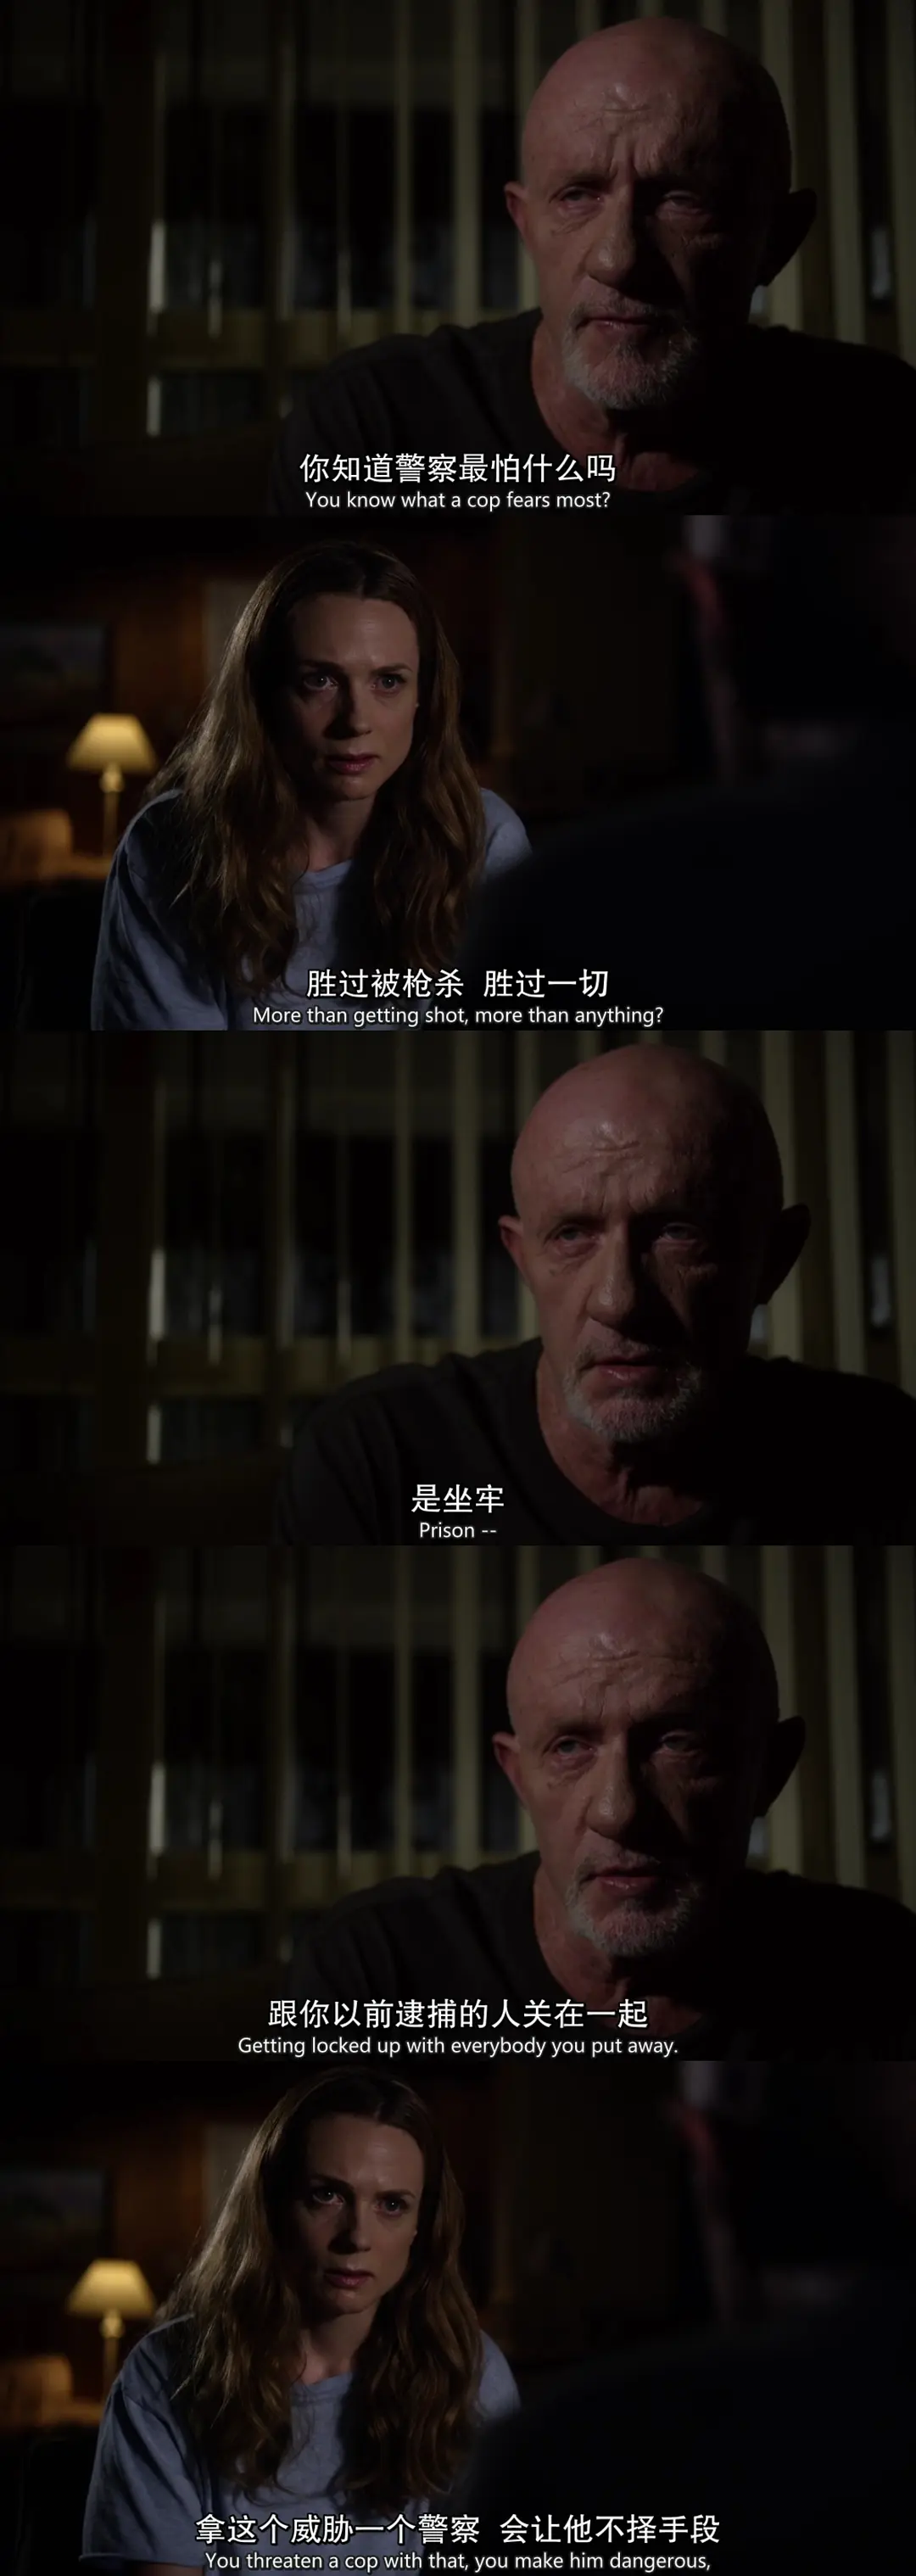 你知道警察最怕什么吗
You know what a cop fears most?
胜过被枪杀 胜过一切
More than getting shot, more than anything?
是坐牢
Prison --
跟你以前逮捕的人关在一起
Getting locked up with everybody you put away.
拿这个威胁一个警察 会让他不择手段
You threaten a cop with that, you make him dangerous,